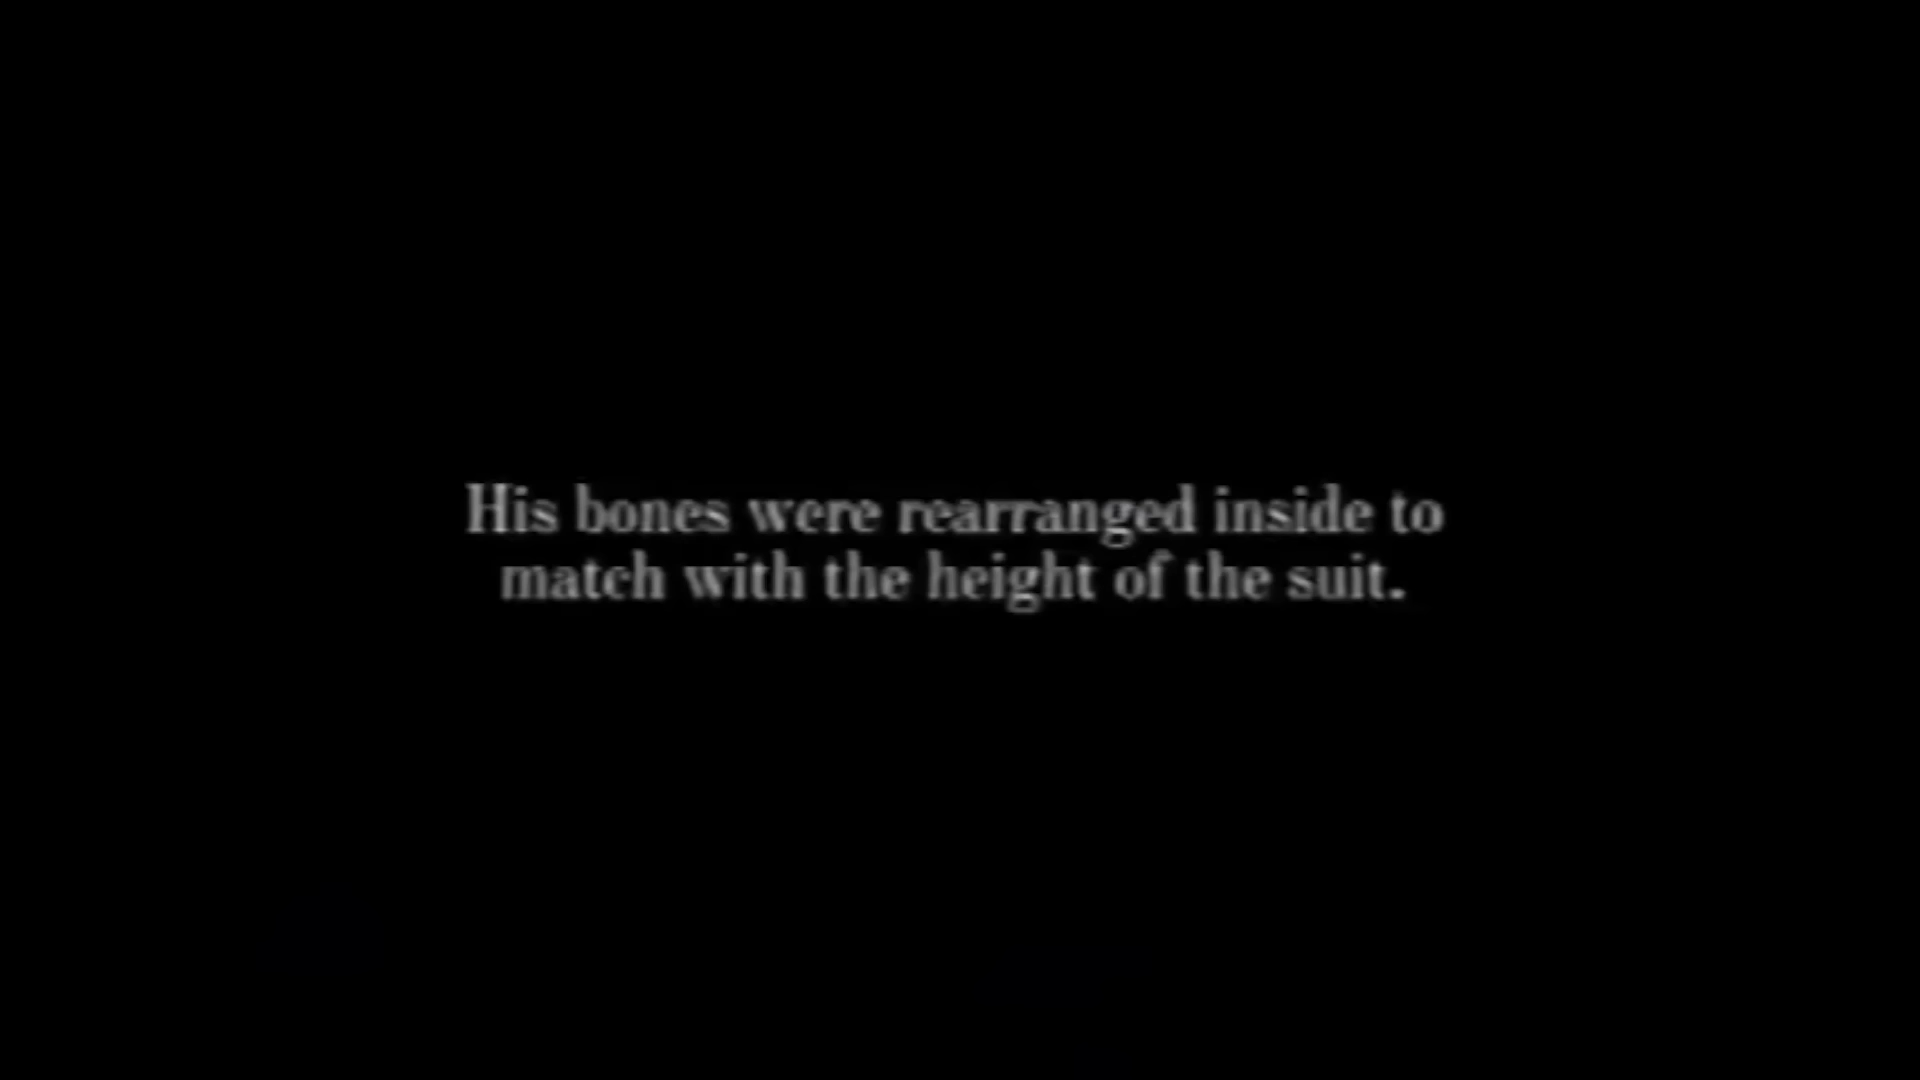 His bones were rearranged inside to
match with the height of the suit.